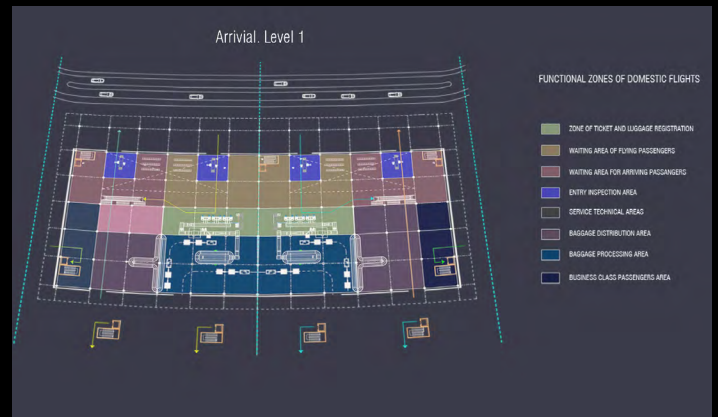 Arrivial. Level 1
FUNCTIONAL ZONES OF DOMESTIC FLIGHTS
ZONE OF TICKET AND LUGGAGE REGISTRATION
WAITING AREA OF FLYING PASSENGERS
WAITING AREA FOR ARRIVING PASSANGERS
ENTRY INSPECTION AREA
SERVICE TECHNICAL AREAS
BAGGAGE DISTRIBUTION AREA
BAGGAGE PROCESSING AREA
BUSINESS CLASS PASSENGERS AREA